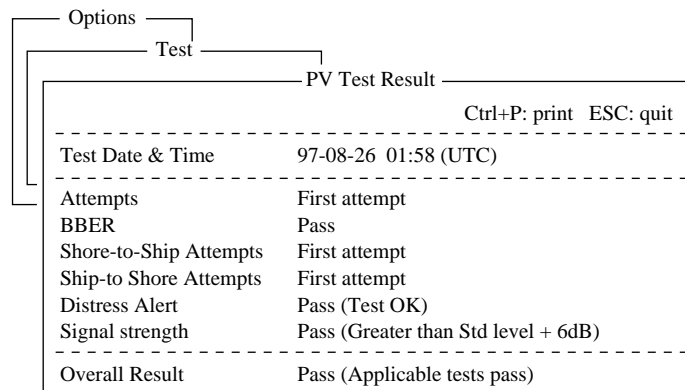 Options
Test
PV Test Result
Ctrl+P: print ESC: quit
Test Date & Time 97-08-26 01:58 (UTC)
Attempts First attempt
BBER Pass
Shore-to-Ship Attempts First attempt
Ship-to Shore Attempts First attempt
Distress Alert Pass (Test OK)
Signal strength Pass (Greater than Std level + 6dB)
Overall Result Pass (Applicable tests pass)